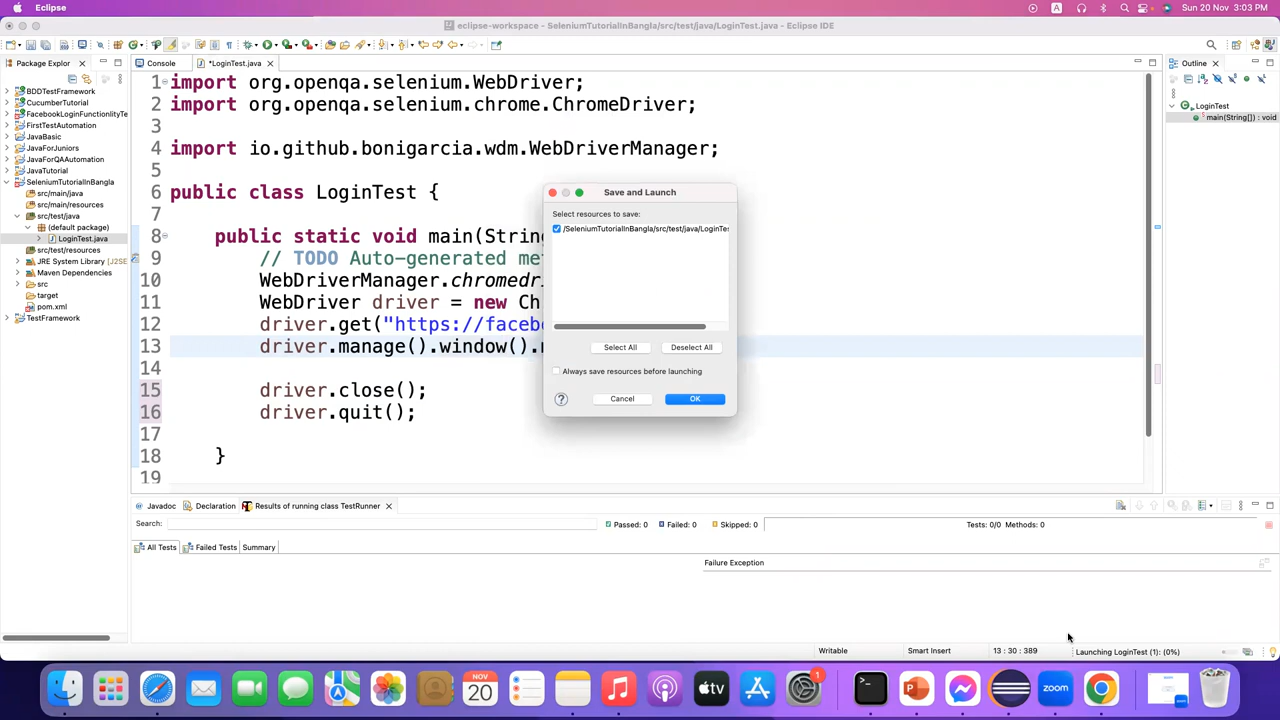 Eclipse
Sun 20 Nov 3:03 PM
eclipse-workspace - SeleniumTutorialInBangla/src/test/java/LoginTest.java - Eclipse IDE
Package Explor
Console
*LoginTest.java
Outline
BDDTestFramework
CucumberTutorial
FacebookLoginFunctionlityTe
FirstTestAutomation
JavaBasic
JavaForJuniors
JavaForQAAutomation
JavaTutorial
SeleniumTutorialInBangla
src/main/java
src/main/resources
src/test/java
(default package)
LoginTest.java
src/test/resources
JRE System Library [J2SE
Maven Dependencies
src
target
pom.xml
TestFramework
1 import org.openqa.selenium.WebDriver;
2 import org.openqa.selenium.chrome.ChromeDriver;
3
4 import io.github.bonigarcia.wdm.WebDriverManager;
5
6 public class LoginTest {
7
8 public static void main(String
9 // TODO Auto-generated me
10 WebDriverManager.chromedri
11 WebDriver driver = new Ch
12 driver.get("https://facebo
13 driver.manage().window().m
14
15 driver.close();
16 driver.quit();
17
18 }
19
LoginTest
main(String[]) : void
Save and Launch
Select resources to save:
/SeleniumTutorialInBangla/src/test/java/LoginTes
Select All
Deselect All
Always save resources before launching
?
Cancel
OK
Javadoc
Declaration
Results of running class TestRunner
Search:
Passed: 0
Failed: 0
Skipped: 0
Tests: 0/0 Methods: 0
All Tests
Failed Tests
Summary
Failure Exception
Writable
Smart Insert
13 : 30 : 389
Launching LoginTest (1): (0%)
NOV
20
tv
1
zoom